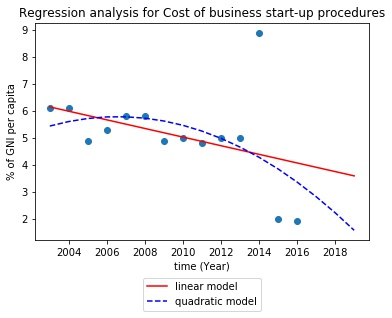 Regression analysis for Cost of business start-up procedures
9
8
7
6
5
4
3
2
% of GNI per capita
2004 2006 2008 2010 2012 2014 2016 2018
time (Year)
linear model
quadratic model